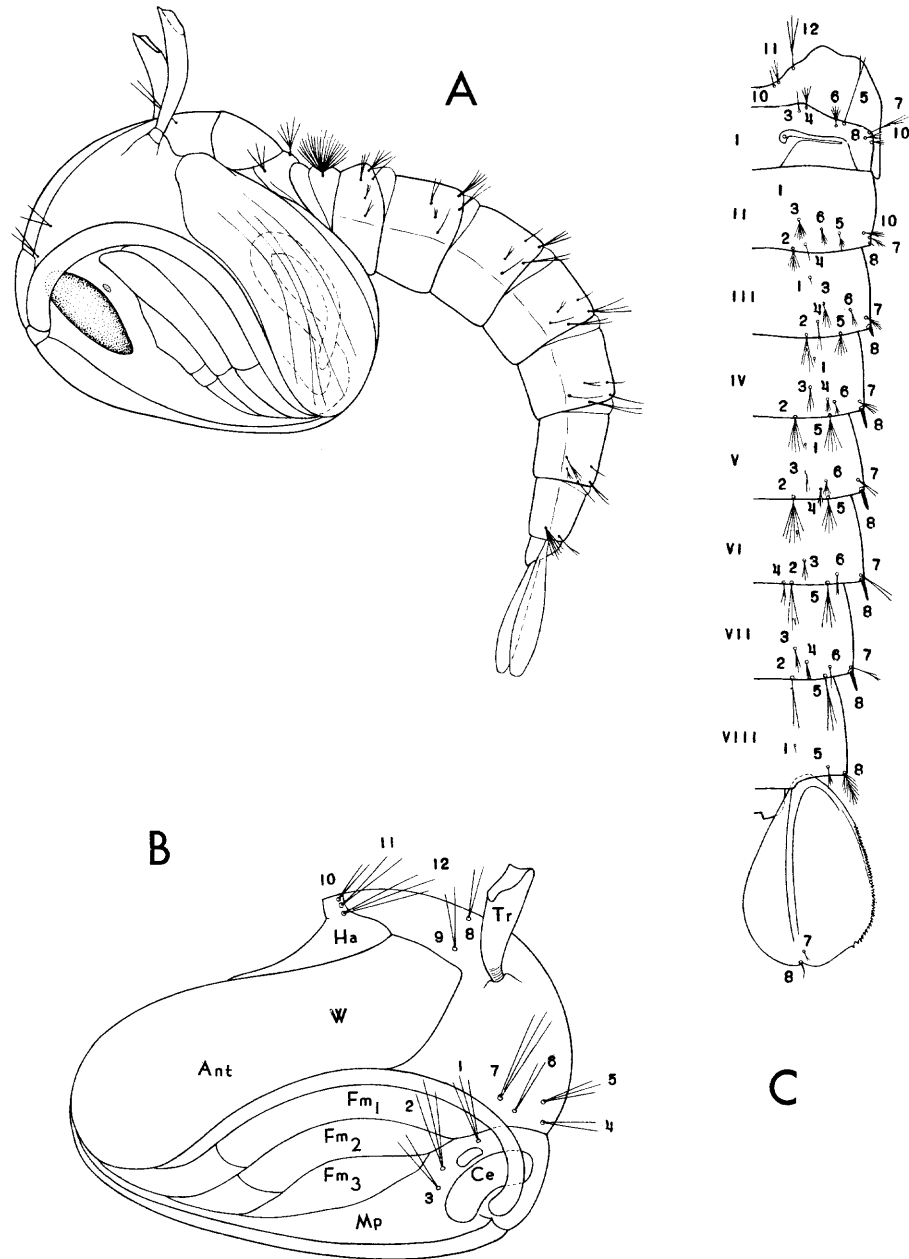 A
12
11
10
3 4 6 5 7
8 10
I
1
II
3 6 5 10
2 4 7
8
III
1 3
4 6 7
2 5 8
1
IV
3 4 6 7
2
5 8
1
V
3 6 7
2
4 5 8
VI
3 6 7
4 2
5 8
VII
3
4 6 7
2
5 8
VIII
1 5 8
7
8
C
B
11
10 12
Ha 9 8 Tr
W
Ant
7 6 5
1 4
2
Fm1
Fm2
Fm3
3
Ce
Mp